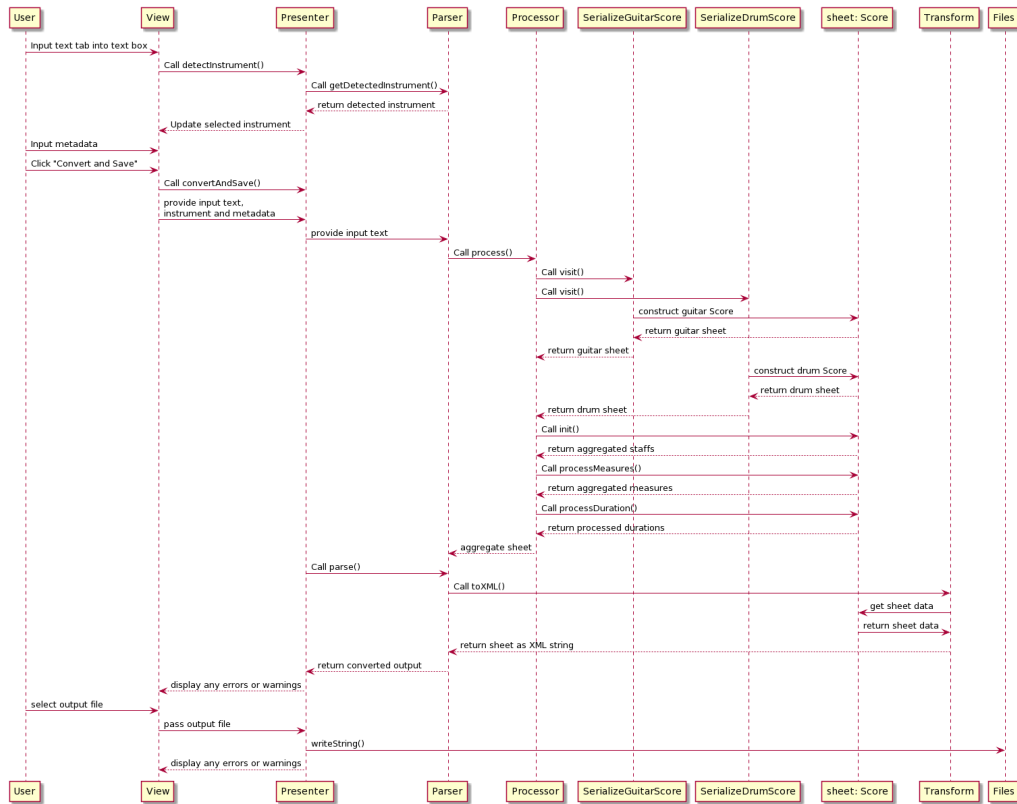 User
View
Presenter
Parser
Processor
SerializeGuitarScore
SerializeDrumScore
sheet: Score
Transform
Files
Input text tab into text box
Call detectInstrument()
Call getDetectedInstrument()
return detected instrument
Update selected instrument
Input metadata
Click "Convert and Save"
Call convertAndSave()
provide input text,
instrument and metadata
provide input text
Call process()
Call visit()
Call visit()
construct guitar Score
return guitar sheet
return guitar sheet
construct drum Score
return drum sheet
return drum sheet
Call init()
return aggregated staffs
Call processMeasures()
return aggregated measures
Call processDuration()
return processed durations
aggregate sheet
Call parse()
Call toXML()
get sheet data
return sheet data
return sheet as XML string
return converted output
display any errors or warnings
select output file
pass output file
writeString()
display any errors or warnings
User
View
Presenter
Parser
Processor
SerializeGuitarScore
SerializeDrumScore
sheet: Score
Transform
Files